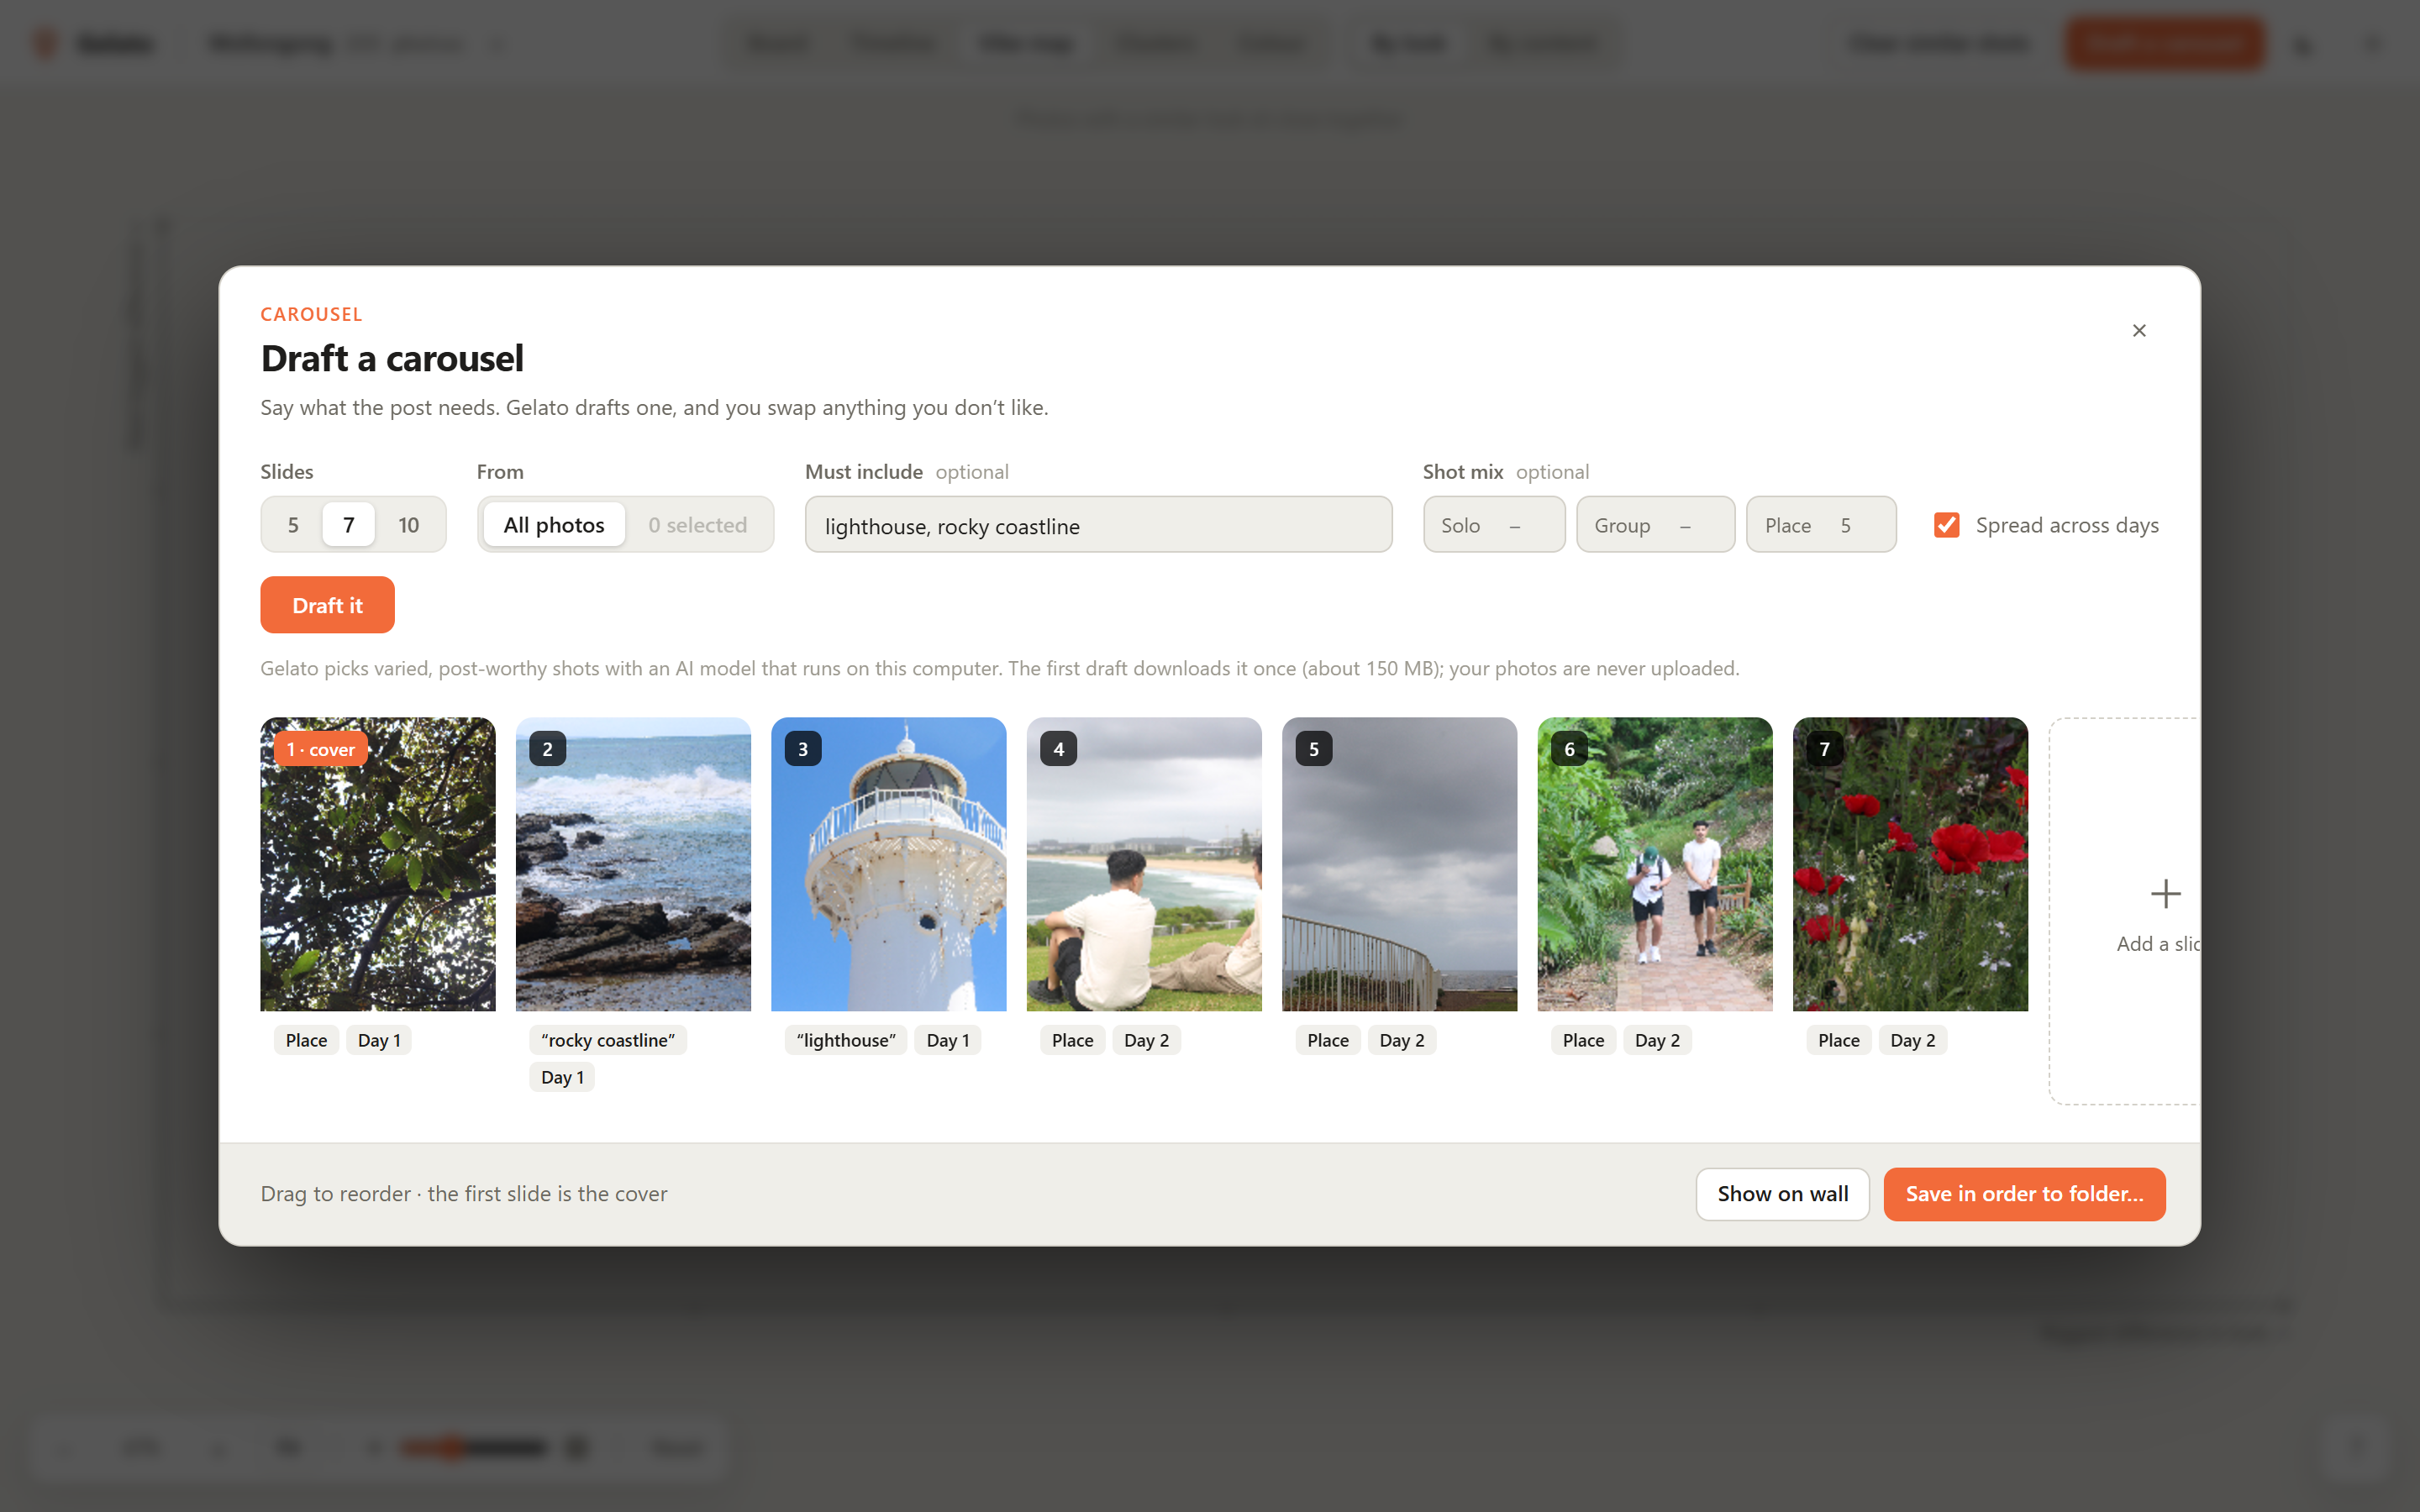 Gelato
CAROUSEL
Draft a carousel
Say what the post needs. Gelato drafts one, and you swap anything you don’t like.
Slides
From
Must include optional
Shot mix optional
5 7 10
All photos 0 selected
lighthouse, rocky coastline
Solo –
Group –
Place 5
Spread across days
Draft it
Gelato picks varied, post-worthy shots with an AI model that runs on this computer. The first draft downloads it once (about 150 MB); your photos are never uploaded.
1 · cover
2
3
4
5
6
7
Add a slid
Place Day 1
“rocky coastline”
Day 1
“lighthouse” Day 1
Place Day 2
Place Day 2
Place Day 2
Place Day 2
Drag to reorder · the first slide is the cover
Show on wall
Save in order to folder...